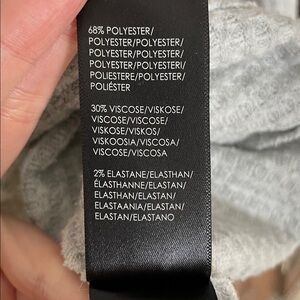 68% POLYESTER/
POLYESTER/POLYESTER/
POLYESTER/POLYESTER/
POLYESTER/POLYESTERI/
POLIESTERE/POLYESTER/
POLIÉSTER
30% VISCOSE/VISKOSE/
VISCOSE/VISCOSE/
VISKOSE/VISKOS/
VISKOOSIA/VISCOSA/
VISCOSE/VISCOSA
2% ELASTANE/ELASTHAN/
ÉLASTHANNE/ELASTAN/
ELASTHAN/ELASTAN/
ELASTAANIA/ELASTAN/
ELASTAN/ELASTANO